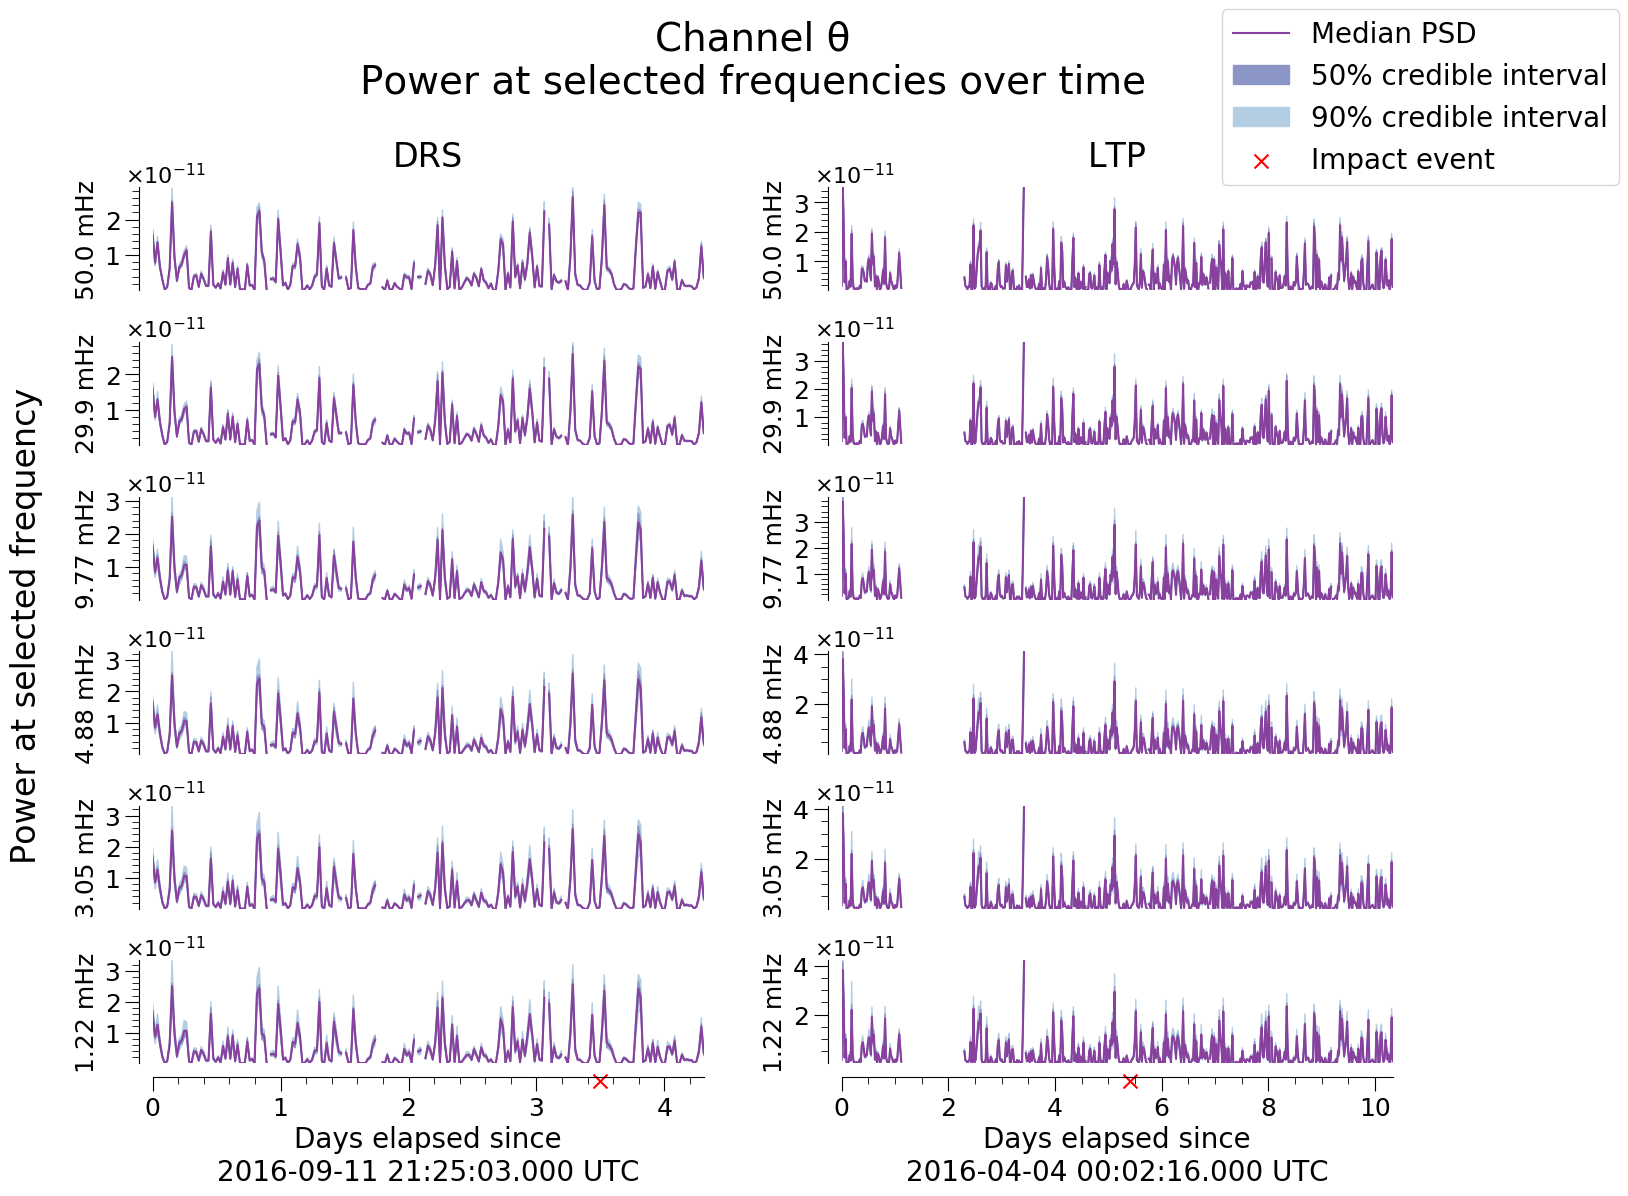 Channel θ
Power at selected frequencies over time
Median PSD
50% credible interval
90% credible interval
Impact event
DRS
LTP
Power at selected frequency
×10⁻¹¹
50.0 mHz
2
1
×10⁻¹¹
50.0 mHz
3
2
1
×10⁻¹¹
29.9 mHz
2
1
×10⁻¹¹
29.9 mHz
3
2
1
×10⁻¹¹
9.77 mHz
3
2
1
×10⁻¹¹
9.77 mHz
3
2
1
×10⁻¹¹
4.88 mHz
3
2
1
×10⁻¹¹
4.88 mHz
4
2
×10⁻¹¹
3.05 mHz
3
2
1
×10⁻¹¹
3.05 mHz
4
2
×10⁻¹¹
1.22 mHz
3
2
1
×10⁻¹¹
1.22 mHz
4
2
0 1 2 3 4
Days elapsed since
2016-09-11 21:25:03.000 UTC
0 2 4 6 8 10
Days elapsed since
2016-04-04 00:02:16.000 UTC